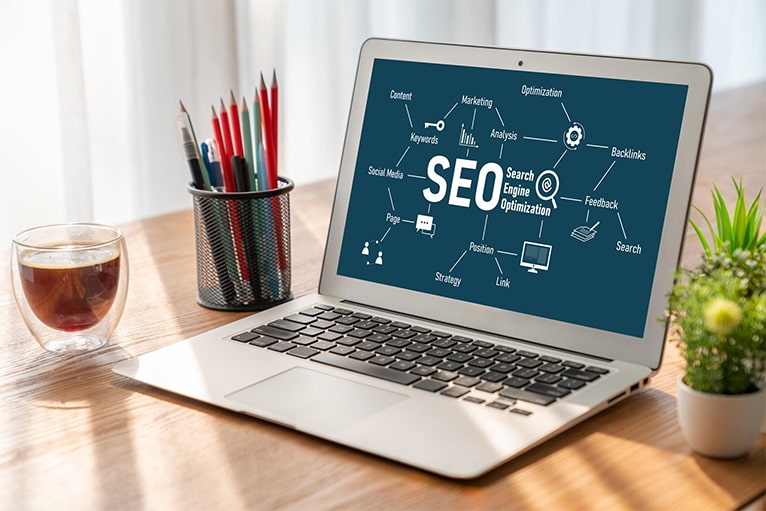 Optimization
Content
Marketing
Keywords
Analysis
Backlinks
Social Media
SEO
Search
Engine
Optimization
Feedback
Page
Position
Search
Strategy
Link